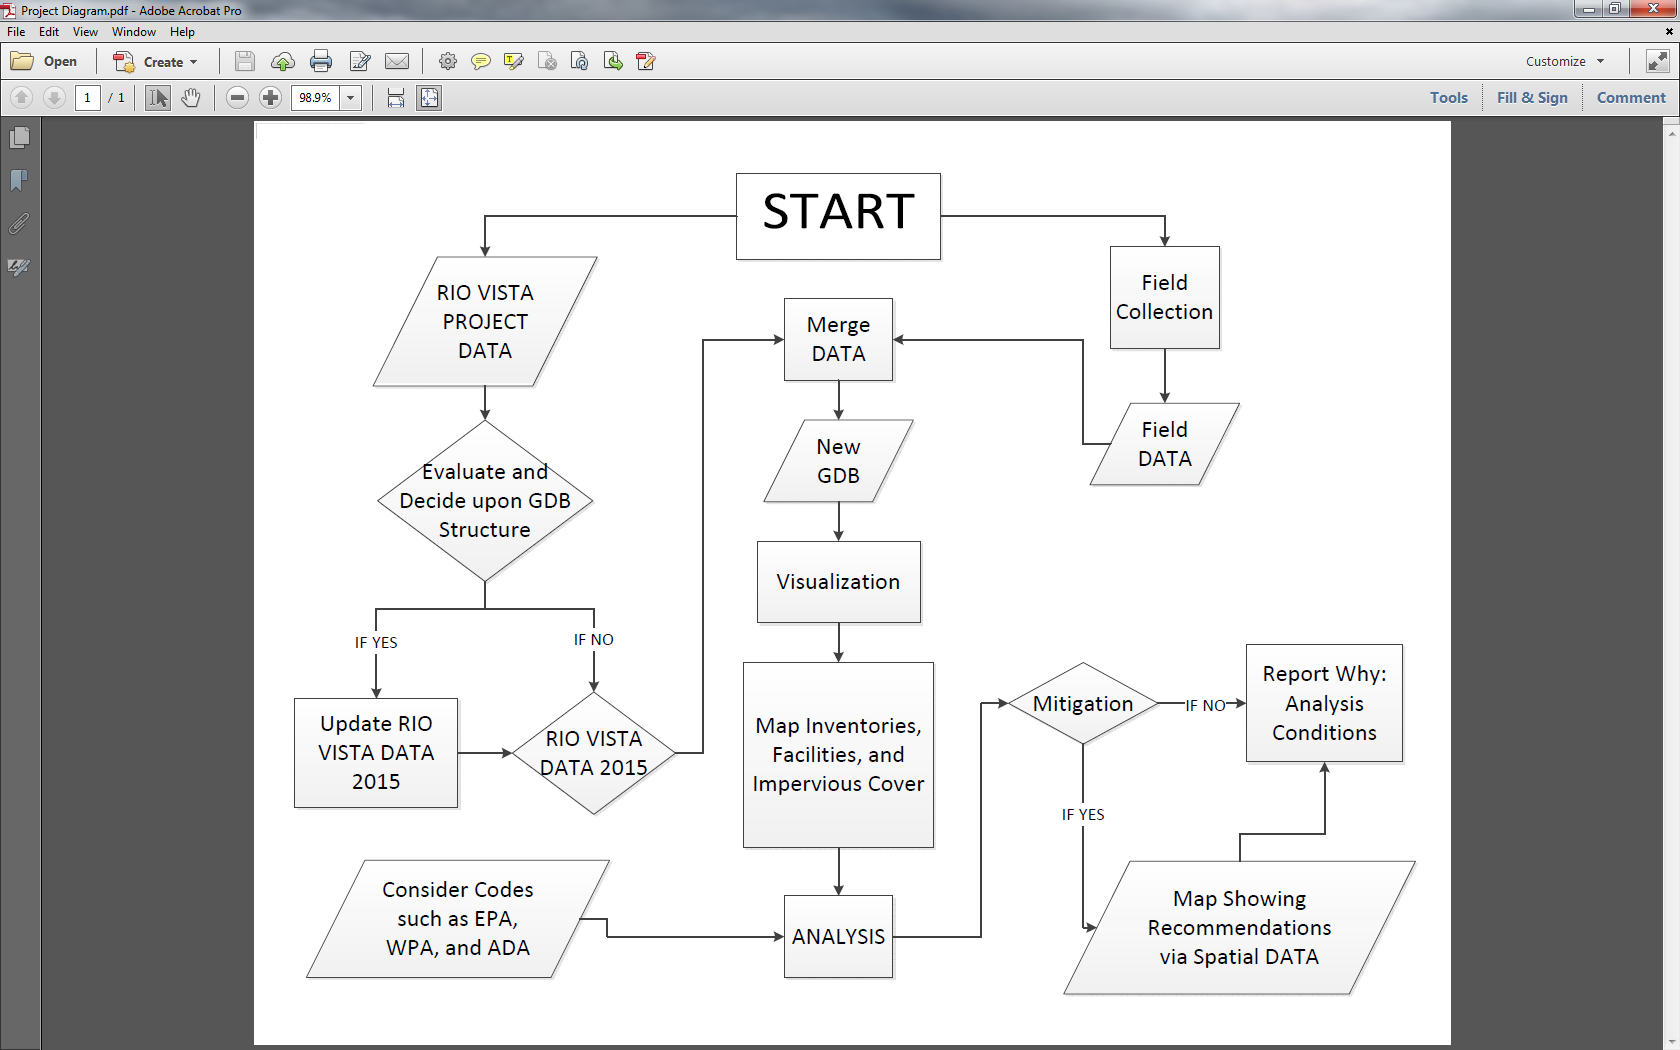 Project Diagram.pdf - Adobe Acrobat Pro
File Edit View Window Help
Open Create Customize
1 / 1 98.9% Tools Fill & Sign Comment
START
RIO VISTA
PROJECT
DATA
Field
Collection
Merge
DATA
Field
DATA
New
GDB
Evaluate and
Decide upon GDB
Structure
Visualization
IF YES
IF NO
Update RIO
VISTA DATA
2015
RIO VISTA
DATA 2015
Map Inventories,
Facilities, and
Impervious Cover
Mitigation
IF NO
Report Why:
Analysis
Conditions
IF YES
Consider Codes
such as EPA,
WPA, and ADA
ANALYSIS
Map Showing
Recommendations
via Spatial DATA